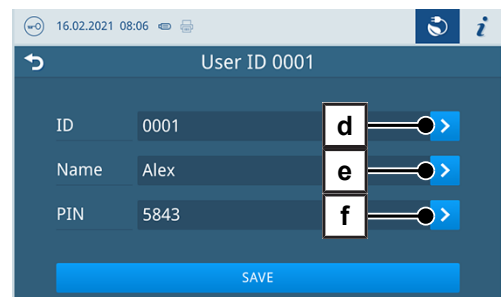 16.02.2021 08:06
User ID 0001
ID 0001 d
Name Alex e
PIN 5843 f
SAVE
i